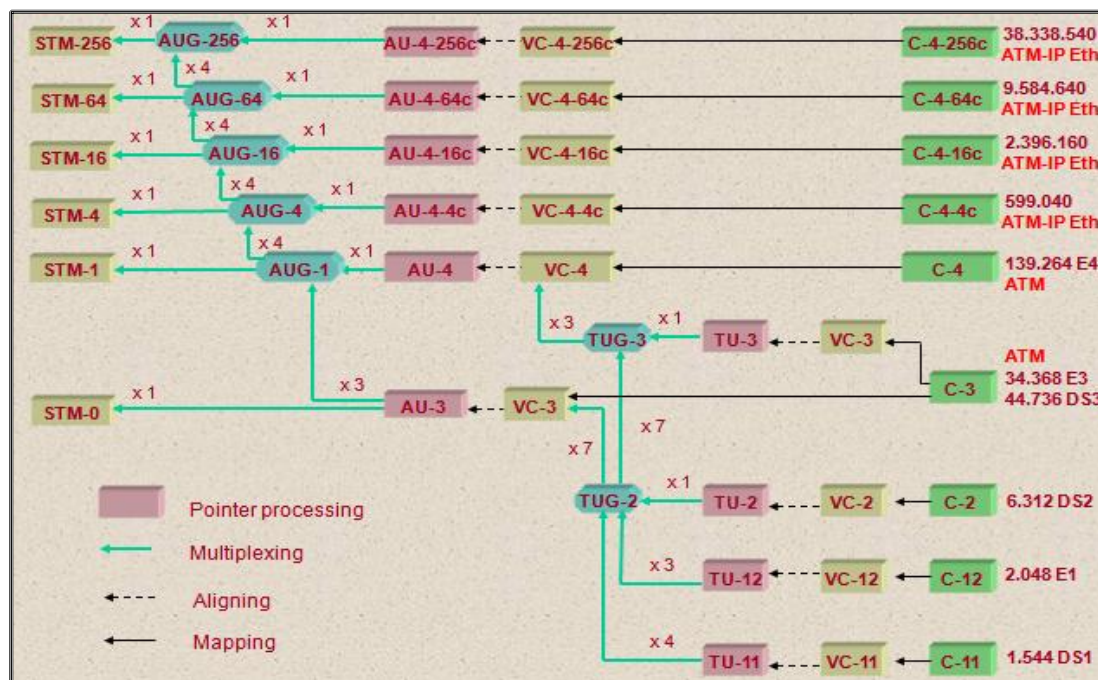 x 1 x 1
STM-256 AUG-256 AU-4-256c VC-4-256c C-4-256c 38.338.540
ATM-IP Eth
x 4
x 1 x 1
STM-64 AUG-64 AU-4-64c VC-4-64c C-4-64c 9.584.640
ATM-IP Eth
x 4
x 1 x 1
STM-16 AUG-16 AU-4-16c VC-4-16c C-4-16c 2.396.160
ATM-IP Eth
x 4
x 1 x 1
STM-4 AUG-4 AU-4-4c VC-4-4c C-4-4c 599.040
ATM-IP Eth
x 4
x 1 x 1
STM-1 AUG-1 AU-4 VC-4 C-4 139.264 E4
ATM
x 3 x 1
TUG-3 TU-3 VC-3
ATM
34.368 E3
C-3
44.736 DS3
x 3
x 1
STM-0 AU-3 VC-3
x 7
x 7
x 1
TUG-2 TU-2 VC-2 C-2 6.312 DS2
Pointer processing
Multiplexing
x 3
TU-12 VC-12 C-12 2.048 E1
Aligning
Mapping
x 4
TU-11 VC-11 C-11 1.544 DS1